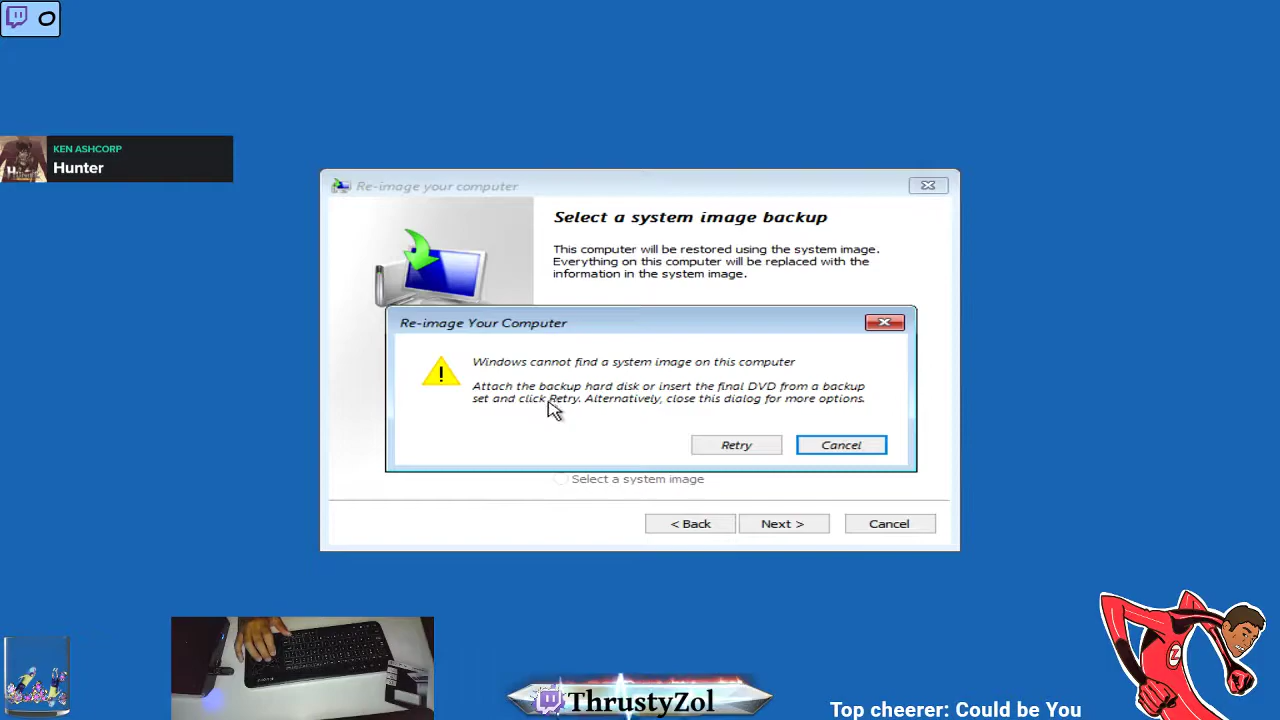 0
KEN ASHCORP
Hunter
Re-image your computer
Select a system image backup
This computer will be restored using the system image.
Everything on this computer will be replaced with the
information in the system image.
Re-image Your Computer
Windows cannot find a system image on this computer
Attach the backup hard disk or insert the final DVD from a backup
set and click Retry. Alternatively, close this dialog for more options.
Retry
Cancel
Select a system image
< Back
Next >
Cancel
ThrustyZol
Top cheerer: Could be You